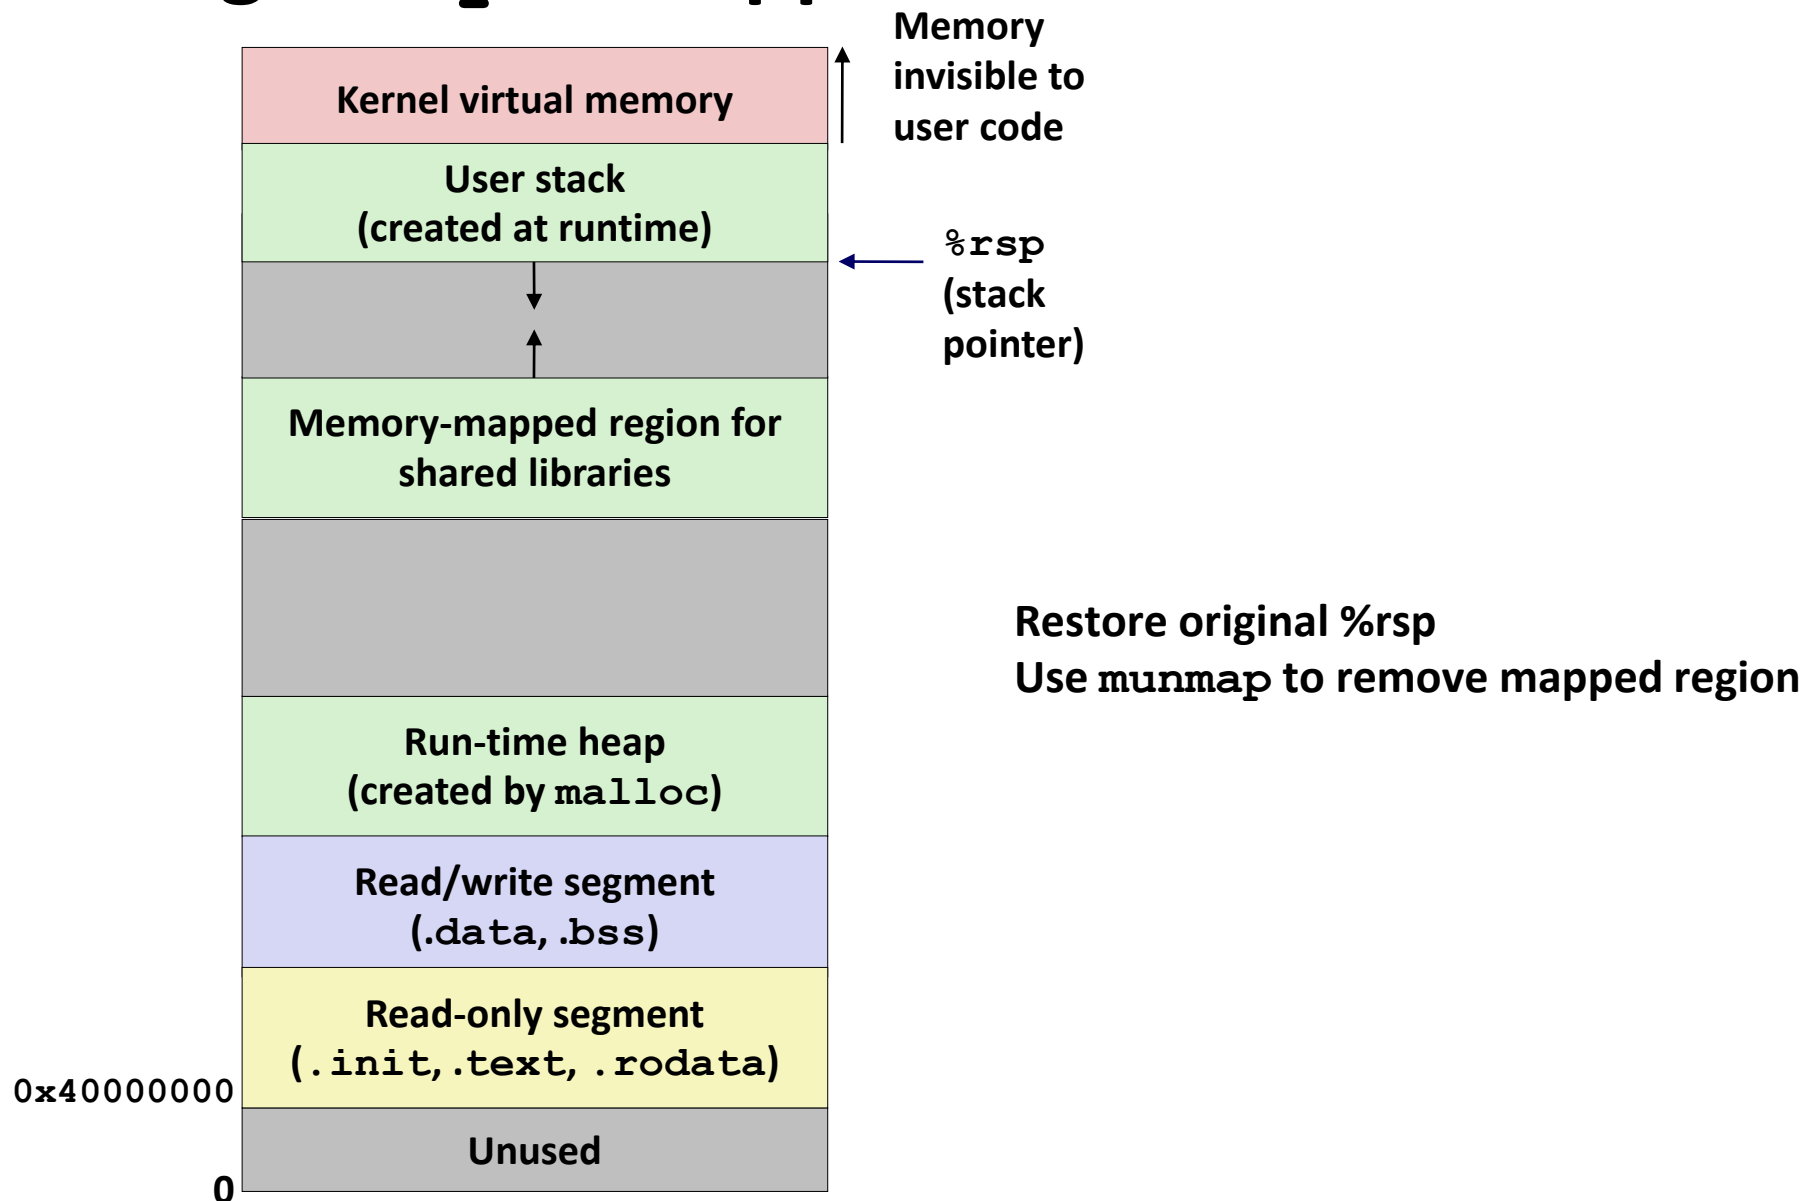 Memory
invisible to
user code
Kernel virtual memory
User stack
(created at runtime)
%rsp
(stack
pointer)
Memory-mapped region for
shared libraries
Restore original %rsp
Use munmap to remove mapped region
Run-time heap
(created by malloc)
Read/write segment
(.data, .bss)
Read-only segment
(.init, .text, .rodata)
0x40000000
Unused
0